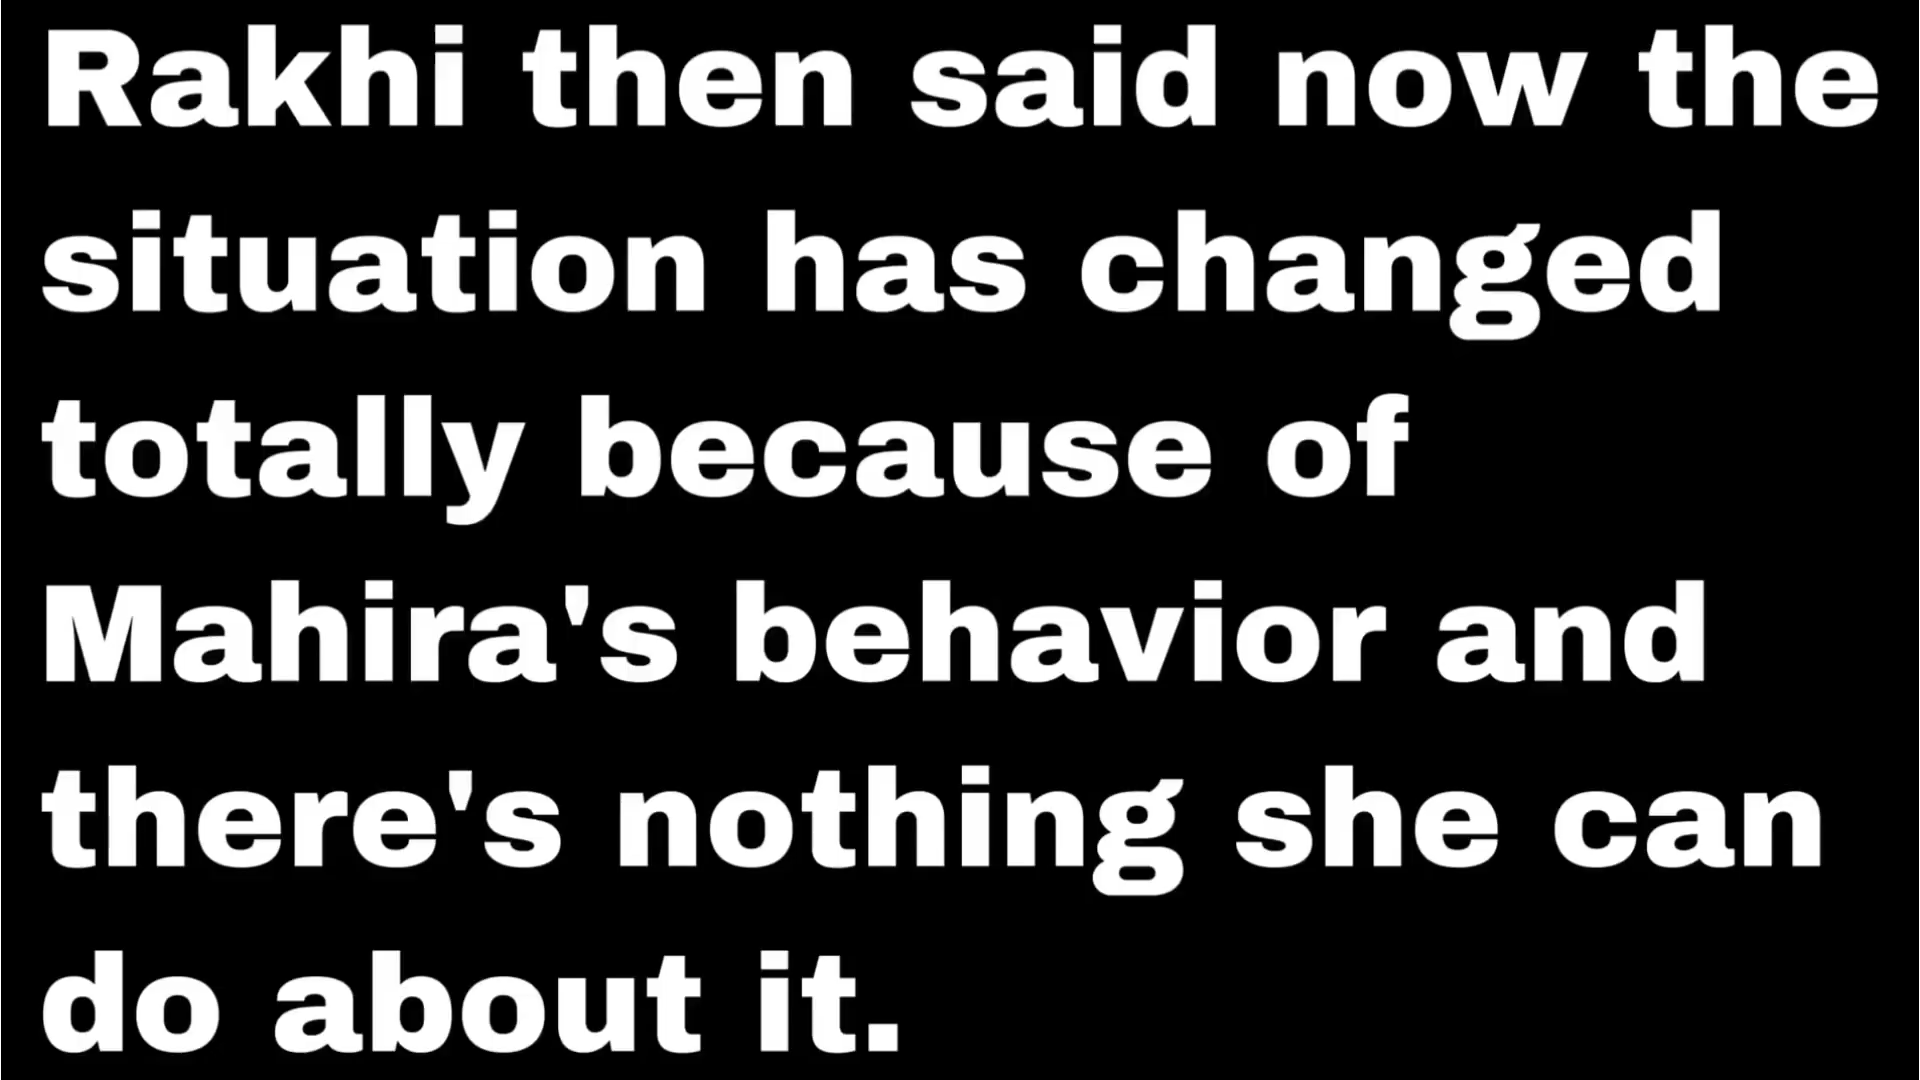 Rakhi then said now the
situation has changed
totally because of
Mahira's behavior and
there's nothing she can
do about it.